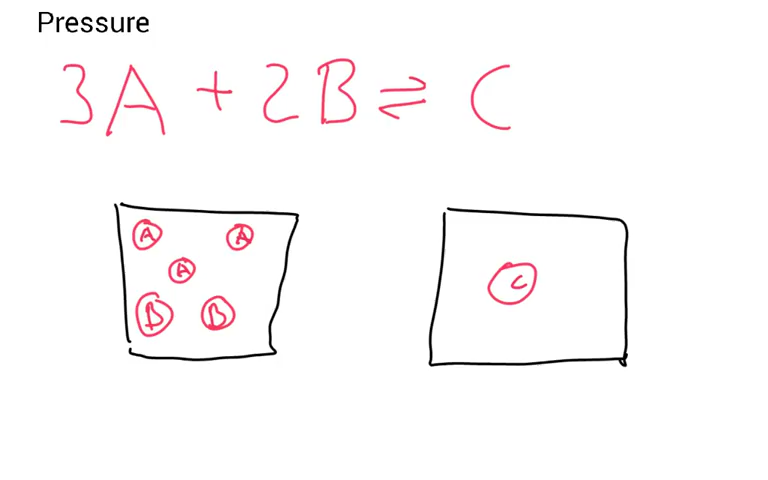 Pressure
3A + 2B ⇌ C
A A
A
B B
C